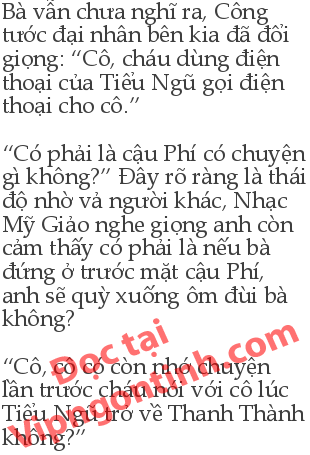 Bà vẫn chưa nghĩ ra, Công
tước đại nhân bên kia đã đổi
giọng: “Cô, cháu dùng điện
thoại của Tiểu Ngũ gọi điện
thoại cho cô.”
“Có phải là cậu Phí có chuyện
gì không?” Đây rõ ràng là thái
độ nhờ vả người khác, Nhạc
Mỹ Giảo nghe giọng anh còn
cảm thấy có phải là nếu bà
đứng ở trước mặt cậu Phí,
anh sẽ quỳ xuống ôm đùi bà
không?
“Cô, cô có còn nhớ chuyện
lần trước cháu nói với cô lúc
Tiểu Ngũ trở về Thanh Thành
không?”
Đọc tại
Vipngontinh.com